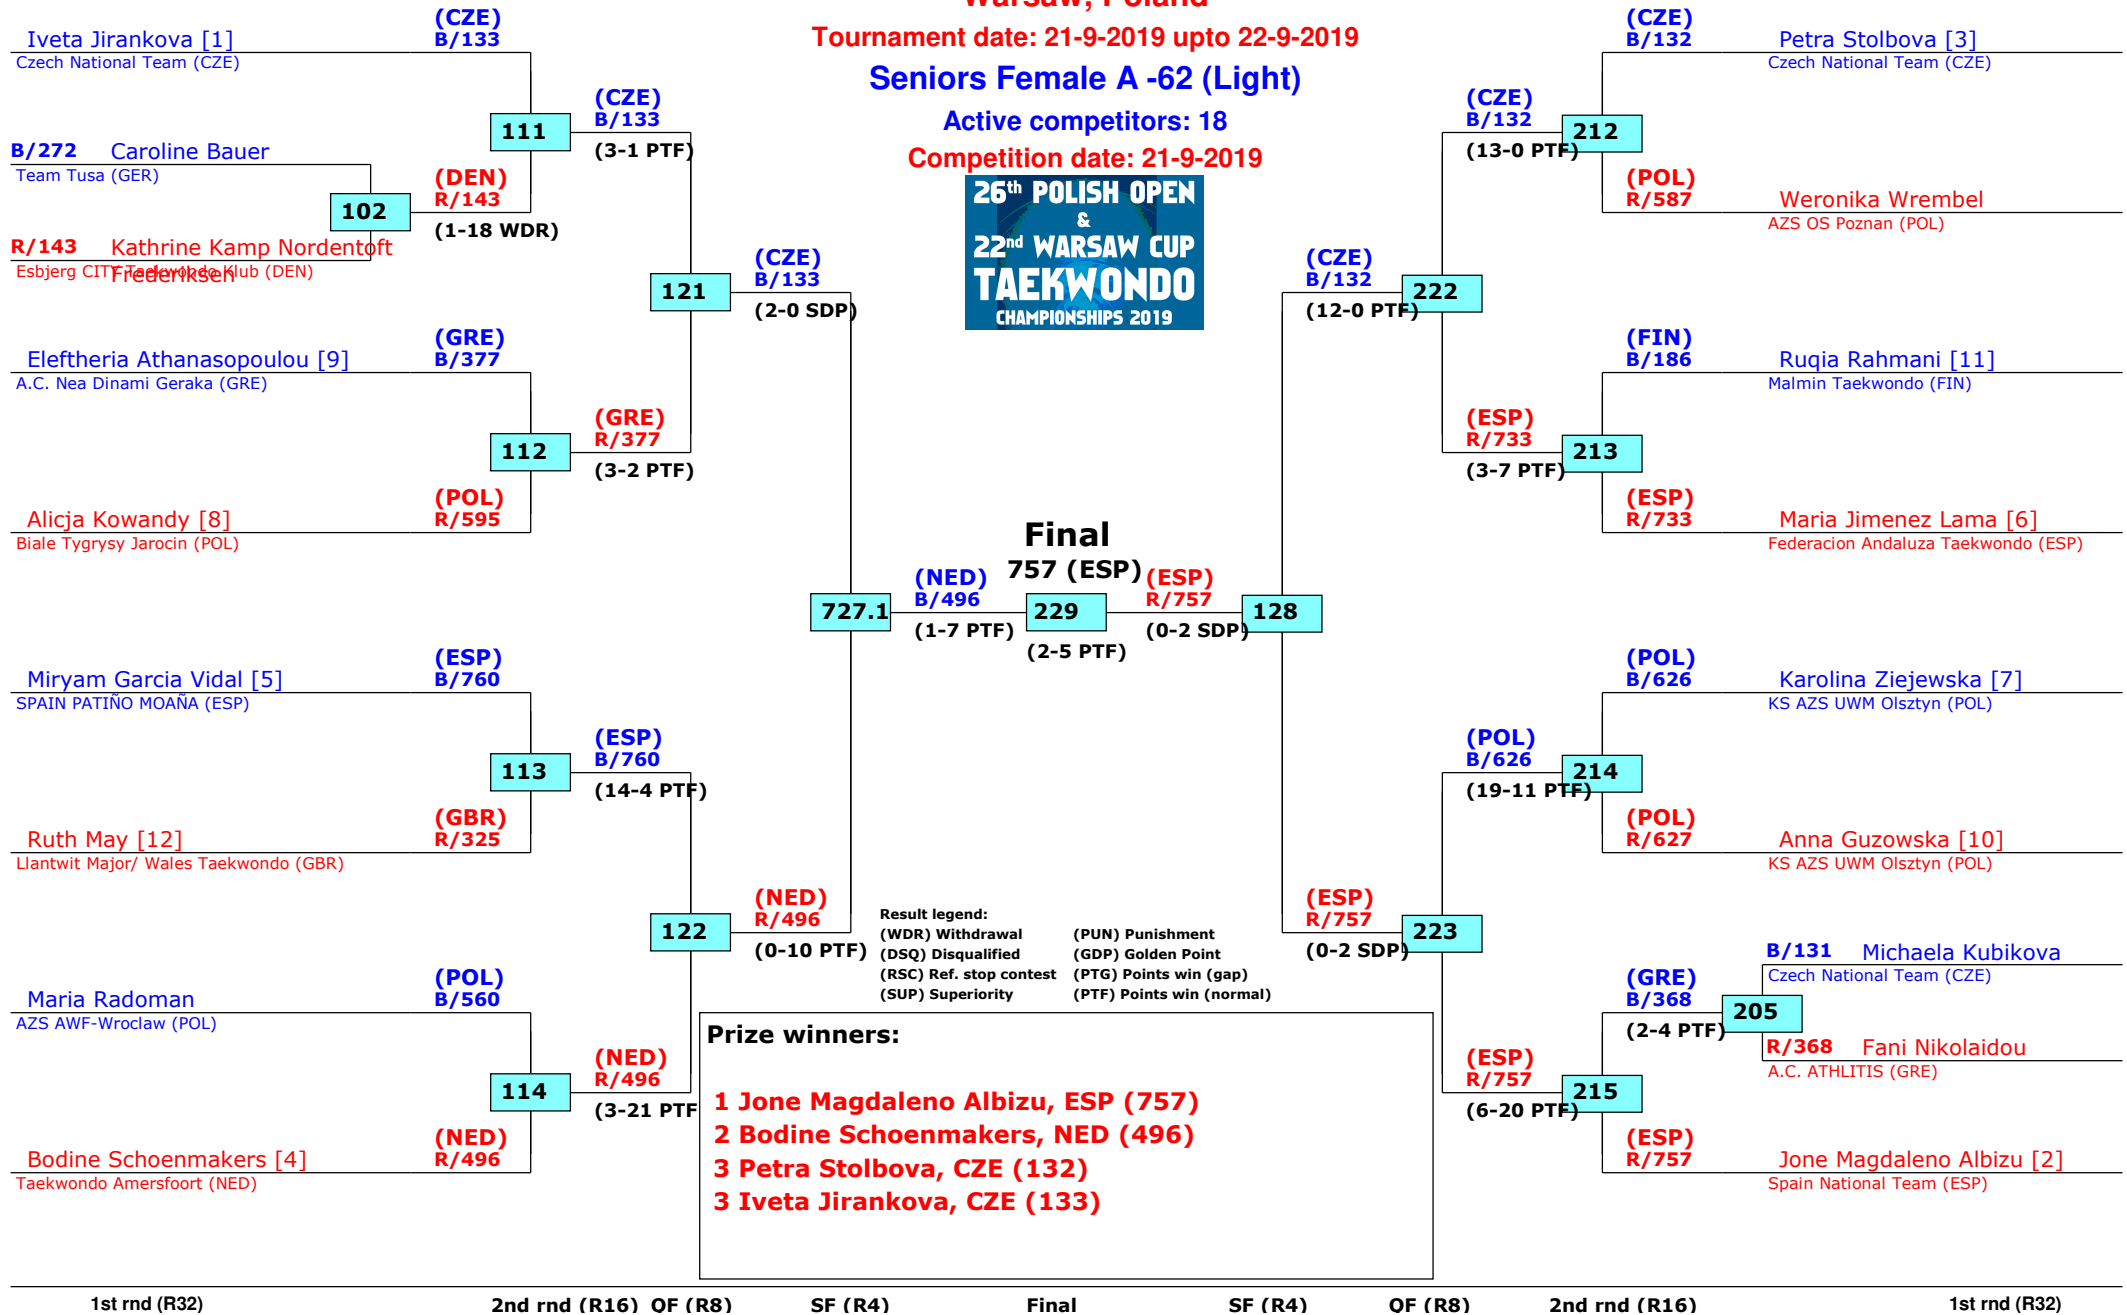 Warsaw, Poland
Tournament date: 21-9-2019 upto 22-9-2019
Seniors Female A -62 (Light)
Active competitors: 18
Competition date: 21-9-2019
26th POLISH OPEN
&
22nd WARSAW CUP
TAEKWONDO
CHAMPIONSHIPS 2019
(CZE)
Iveta Jirankova [1] B/133
Czech National Team (CZE)
(CZE)
B/133
111
(3-1 PTF)
B/272 Caroline Bauer
Team Tusa (GER)
(DEN)
R/143
102
(1-18 WDR)
R/143 Kathrine Kamp Nordentoft
Frederiksen
Esbjerg CITY Taekwondo Klub (DEN)
(CZE)
B/133
121
(2-0 SDP)
(GRE)
Eleftheria Athanasopoulou [9] B/377
A.C. Nea Dinami Geraka (GRE)
(GRE)
R/377
112
(3-2 PTF)
(POL)
Alicja Kowandy [8] R/595
Biale Tygrysy Jarocin (POL)
(ESP)
Miryam Garcia Vidal [5] B/760
SPAIN PATIÑO MOAÑA (ESP)
(ESP)
B/760
113
(14-4 PTF)
(GBR)
Ruth May [12] R/325
Llantwit Major/ Wales Taekwondo (GBR)
(NED)
R/496
122
(0-10 PTF)
(POL)
Maria Radoman B/560
AZS AWF-Wroclaw (POL)
(NED)
R/496
114
(3-21 PTF
(NED)
Bodine Schoenmakers [4] R/496
Taekwondo Amersfoort (NED)
Final
757 (ESP)
(NED)
B/496
727.1
(1-7 PTF)
229
(2-5 PTF)
(ESP)
R/757
128
(0-2 SDP)
(CZE)
B/132 Petra Stolbova [3]
Czech National Team (CZE)
(CZE)
B/132
212
(13-0 PTF)
(POL)
R/587 Weronika Wrembel
AZS OS Poznan (POL)
(CZE)
B/132
222
(12-0 PTF)
(FIN)
B/186 Ruqia Rahmani [11]
Malmin Taekwondo (FIN)
(ESP)
R/733
213
(3-7 PTF)
(ESP)
R/733 Maria Jimenez Lama [6]
Federacion Andaluza Taekwondo (ESP)
(POL)
B/626 Karolina Ziejewska [7]
KS AZS UWM Olsztyn (POL)
(POL)
B/626
214
(19-11 PTF)
(POL)
R/627 Anna Guzowska [10]
KS AZS UWM Olsztyn (POL)
(ESP)
R/757
223
(0-2 SDP)
B/131 Michaela Kubikova
Czech National Team (CZE)
(GRE)
B/368
205
(2-4 PTF)
R/368 Fani Nikolaidou
A.C. ATHLITIS (GRE)
(ESP)
R/757
215
(6-20 PTF)
(ESP)
R/757 Jone Magdaleno Albizu [2]
Spain National Team (ESP)
Result legend:
(WDR) Withdrawal (PUN) Punishment
(DSQ) Disqualified (GDP) Golden Point
(RSC) Ref. stop contest (PTG) Points win (gap)
(SUP) Superiority (PTF) Points win (normal)
Prize winners:
1 Jone Magdaleno Albizu, ESP (757)
2 Bodine Schoenmakers, NED (496)
3 Petra Stolbova, CZE (132)
3 Iveta Jirankova, CZE (133)
1st rnd (R32) 2nd rnd (R16) QF (R8) SF (R4) Final SF (R4) QF (R8) 2nd rnd (R16) 1st rnd (R32)